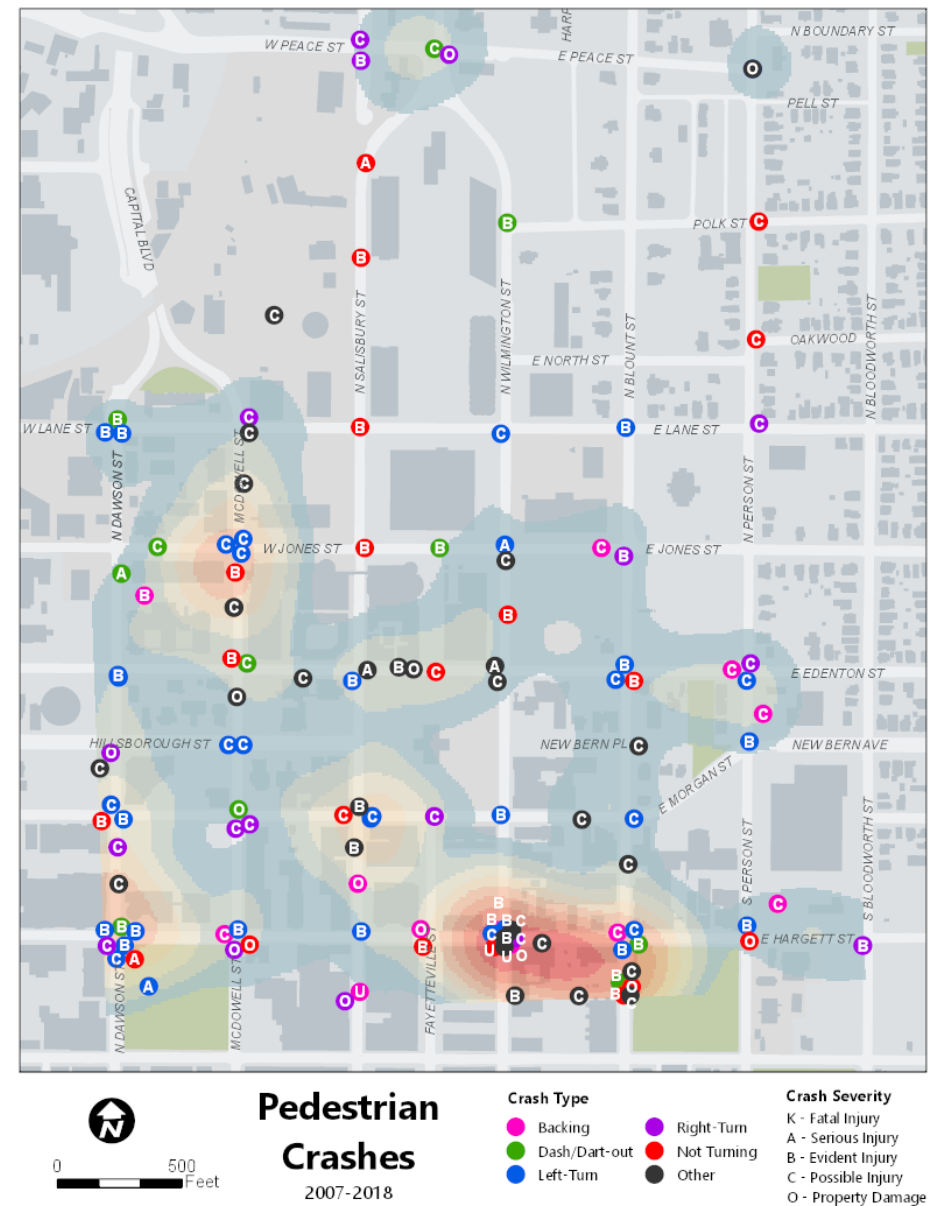 N BOUNDARY ST
HARP
C
W PEACE ST
C
O
B
E PEACE ST
O
PELL ST
A
CAPITAL BLVD
B
POLK ST
C
B
C
N SALISBURY ST
N WILMINGTON ST
N BLOUNT ST
N BLOODWORTH ST
C
OAKWOOD
E NORTH ST
B
C
C
W LANE ST
B
B
C
B
C
B
E LANE ST
N DAWSON ST
MCDOWELL ST
N PERSON ST
C
C
C
C
C
W JONES ST
B
B
A
C
C
B
E JONES ST
A
B
B
C
B
B
C
B
C
B
A
B
O
C
A
C
B
C
B
C
C
C
E EDENTON ST
O
C
HILLSBOROUGH ST
C
C
NEW BERN PL
C
B
NEW BERN AVE
O
C
E MORGAN ST
C
B
B
O
C
C
C
B
C
C
B
C
C
C
B
C
C
O
S PERSON ST
S BLOODWORTH ST
C
B
B
B
C
B
C
A
C
B
O
O
B
C
B
B
B
B
C
C
B
C
U
U
O
C
C
C
B
B
B
O
E HARGETT ST
B
A
N DAWSON ST
MCDOWELL ST
O
U
FAYETTEVILLE ST
B
C
B
C
O
B
C
N
0
500
Feet
Pedestrian
Crashes
2007-2018
Crash Type
Backing
Dash/Dart-out
Left-Turn
Right-Turn
Not Turning
Other
Crash Severity
K - Fatal Injury
A - Serious Injury
B - Evident Injury
C - Possible Injury
O - Property Damage